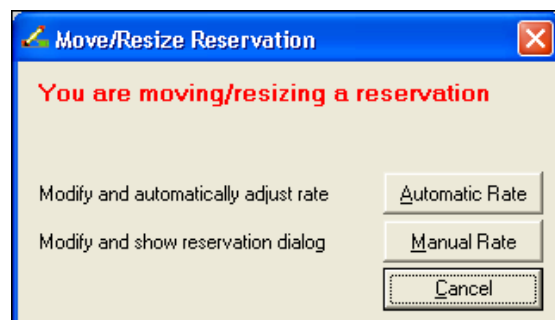 Move/Resize Reservation
You are moving/resizing a reservation
Modify and automatically adjust rate
Automatic Rate
Modify and show reservation dialog
Manual Rate
Cancel